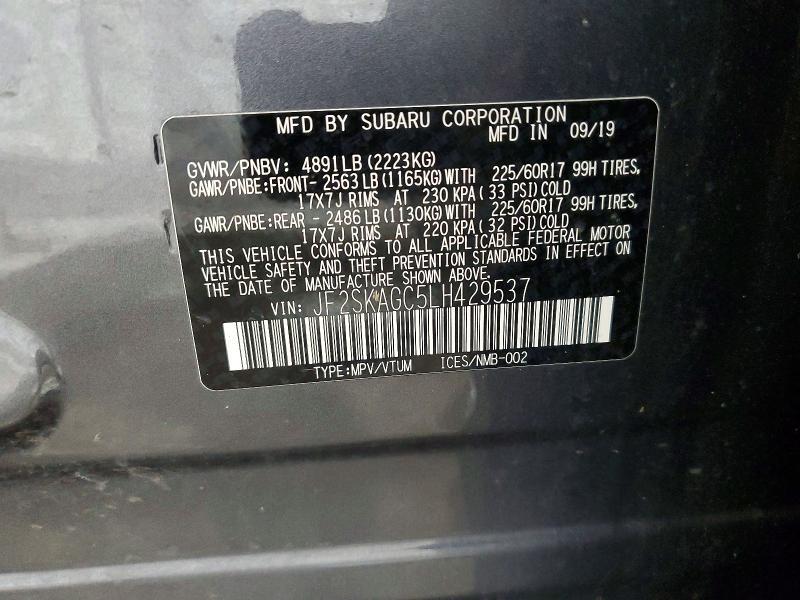 MFD BY SUBARU CORPORATION
MFD IN 09/19
GVWR/PNBV: 4891LB (2223KG)
GAWR/PNBE:FRONT- 2563 LB (1165KG) WITH 225/60R17 99H TIRES,
17X7J RIMS AT 230 KPA ( 33 PSI) COLD
GAWR/PNBE:REAR - 2486 LB (1130KG) WITH 225/60R17 99H TIRES,
17X7J RIMS AT 220 KPA ( 32 PSI) COLD
THIS VEHICLE CONFORMS TO ALL APPLICABLE FEDERAL MOTOR
VEHICLE SAFETY AND THEFT PREVENTION STANDARDS IN EFFECT ON
THE DATE OF MANUFACTURE SHOWN ABOVE.
VIN: JF2SKAGC5LH429537
TYPE:MPV/VTUM ICES/NMB-002